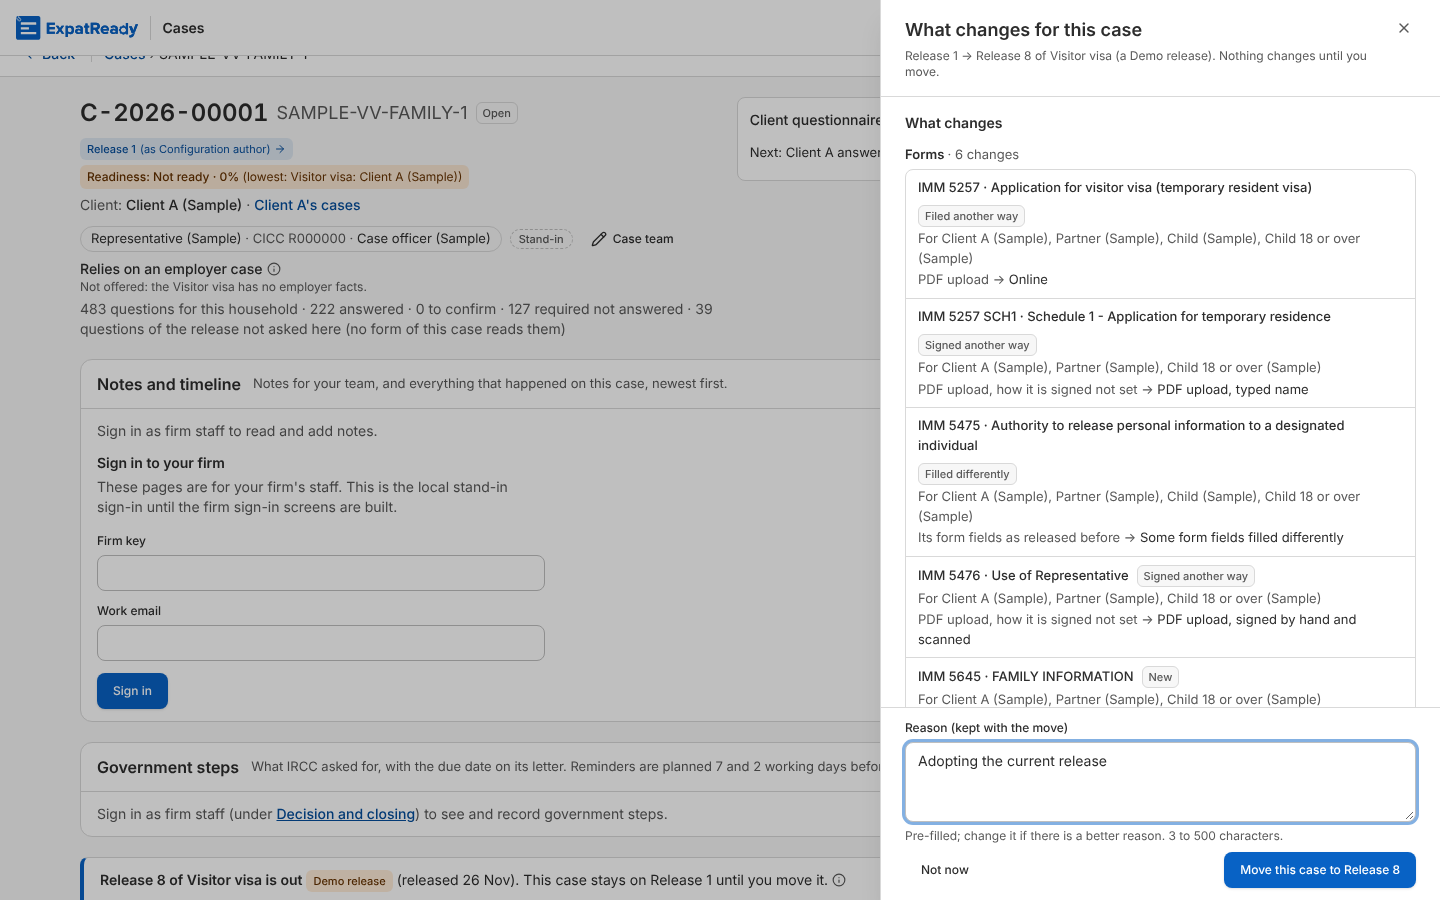 ExpatReady
Cases
Back
Cases › SAMPLE-VV-FAMILY-1
C-2026-00001 SAMPLE-VV-FAMILY-1 Open
Release 1 (as Configuration author) →
Readiness: Not ready · 0% (lowest: Visitor visa: Client A (Sample))
Client: Client A (Sample) · Client A's cases
Representative (Sample) · CICC R000000 · Case officer (Sample) Stand-in Case team
Relies on an employer case
Not offered: the Visitor visa has no employer facts.
483 questions for this household · 222 answered · 0 to confirm · 127 required not answered · 39
questions of the release not asked here (no form of this case reads them)
Client questionnaire
Next: Client A answer
Notes and timeline Notes for your team, and everything that happened on this case, newest first.
Sign in as firm staff to read and add notes.
Sign in to your firm
These pages are for your firm's staff. This is the local stand-in
sign-in until the firm sign-in screens are built.
Firm key
Work email
Sign in
Government steps What IRCC asked for, with the due date on its letter. Reminders are planned 7 and 2 working days befor
Sign in as firm staff (under Decision and closing) to see and record government steps.
Release 8 of Visitor visa is out Demo release (released 26 Nov). This case stays on Release 1 until you move it.
What changes for this case
Release 1 → Release 8 of Visitor visa (a Demo release). Nothing changes until you
move.
What changes
Forms · 6 changes
IMM 5257 · Application for visitor visa (temporary resident visa)
Filed another way
For Client A (Sample), Partner (Sample), Child (Sample), Child 18 or over
(Sample)
PDF upload → Online
IMM 5257 SCH1 · Schedule 1 - Application for temporary residence
Signed another way
For Client A (Sample), Partner (Sample), Child 18 or over (Sample)
PDF upload, how it is signed not set → PDF upload, typed name
IMM 5475 · Authority to release personal information to a designated
individual
Filled differently
For Client A (Sample), Partner (Sample), Child (Sample), Child 18 or over
(Sample)
Its form fields as released before → Some form fields filled differently
IMM 5476 · Use of Representative Signed another way
For Client A (Sample), Partner (Sample), Child 18 or over (Sample)
PDF upload, how it is signed not set → PDF upload, signed by hand and
scanned
IMM 5645 · FAMILY INFORMATION New
For Client A (Sample), Partner (Sample), Child 18 or over (Sample)
Reason (kept with the move)
Adopting the current release
Pre-filled; change it if there is a better reason. 3 to 500 characters.
Not now
Move this case to Release 8